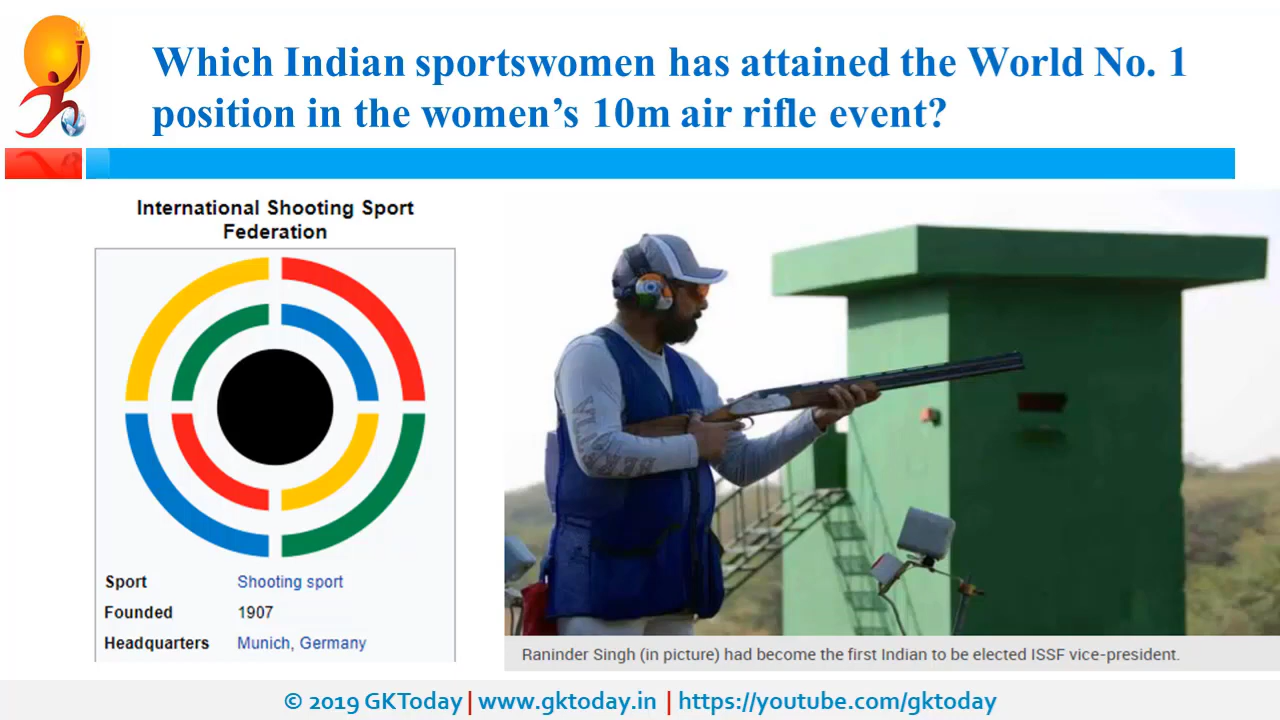 Which Indian sportswomen has attained the World No. 1
position in the women’s 10m air rifle event?
International Shooting Sport
Federation
Sport Shooting sport
Founded 1907
Headquarters Munich, Germany
Raninder Singh (in picture) had become the first Indian to be elected ISSF vice-president.
© 2019 GKToday | www.gktoday.in | https://youtube.com/gktoday